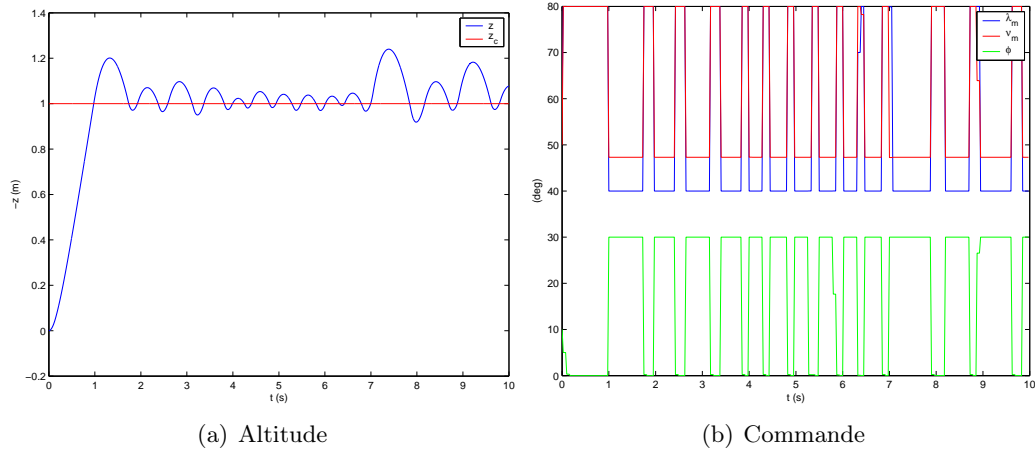 1.4
1.2
1
0.8
0.6
0.4
0.2
0
−0.2
−z (m)
0 1 2 3 4 5 6 7 8 9 10
t (s)
z
z_c
(a) Altitude
80
70
60
50
40
30
20
10
0
(deg)
0 1 2 3 4 5 6 7 8 9 10
t (s)
λ_m
ν_m
φ
(b) Commande